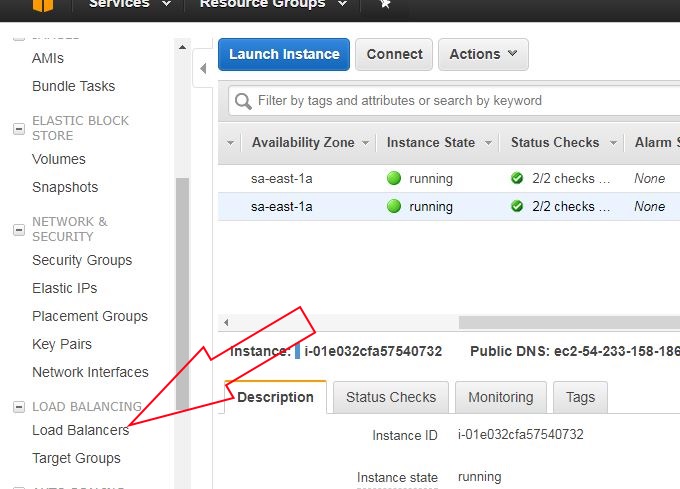 Services
Resource Groups
AMIs
Bundle Tasks
ELASTIC BLOCK
STORE
Volumes
Snapshots
NETWORK &
SECURITY
Security Groups
Elastic IPs
Placement Groups
Key Pairs
Network Interfaces
LOAD BALANCING
Load Balancers
Target Groups
Launch Instance
Connect
Actions
Filter by tags and attributes or search by keyword
Availability Zone Instance State Status Checks Alarm S
sa-east-1a running 2/2 checks ... None
sa-east-1a running 2/2 checks ... None
Instance: i-01e032cfa57540732 Public DNS: ec2-54-233-158-186
Description Status Checks Monitoring Tags
Instance ID i-01e032cfa57540732
Instance state running